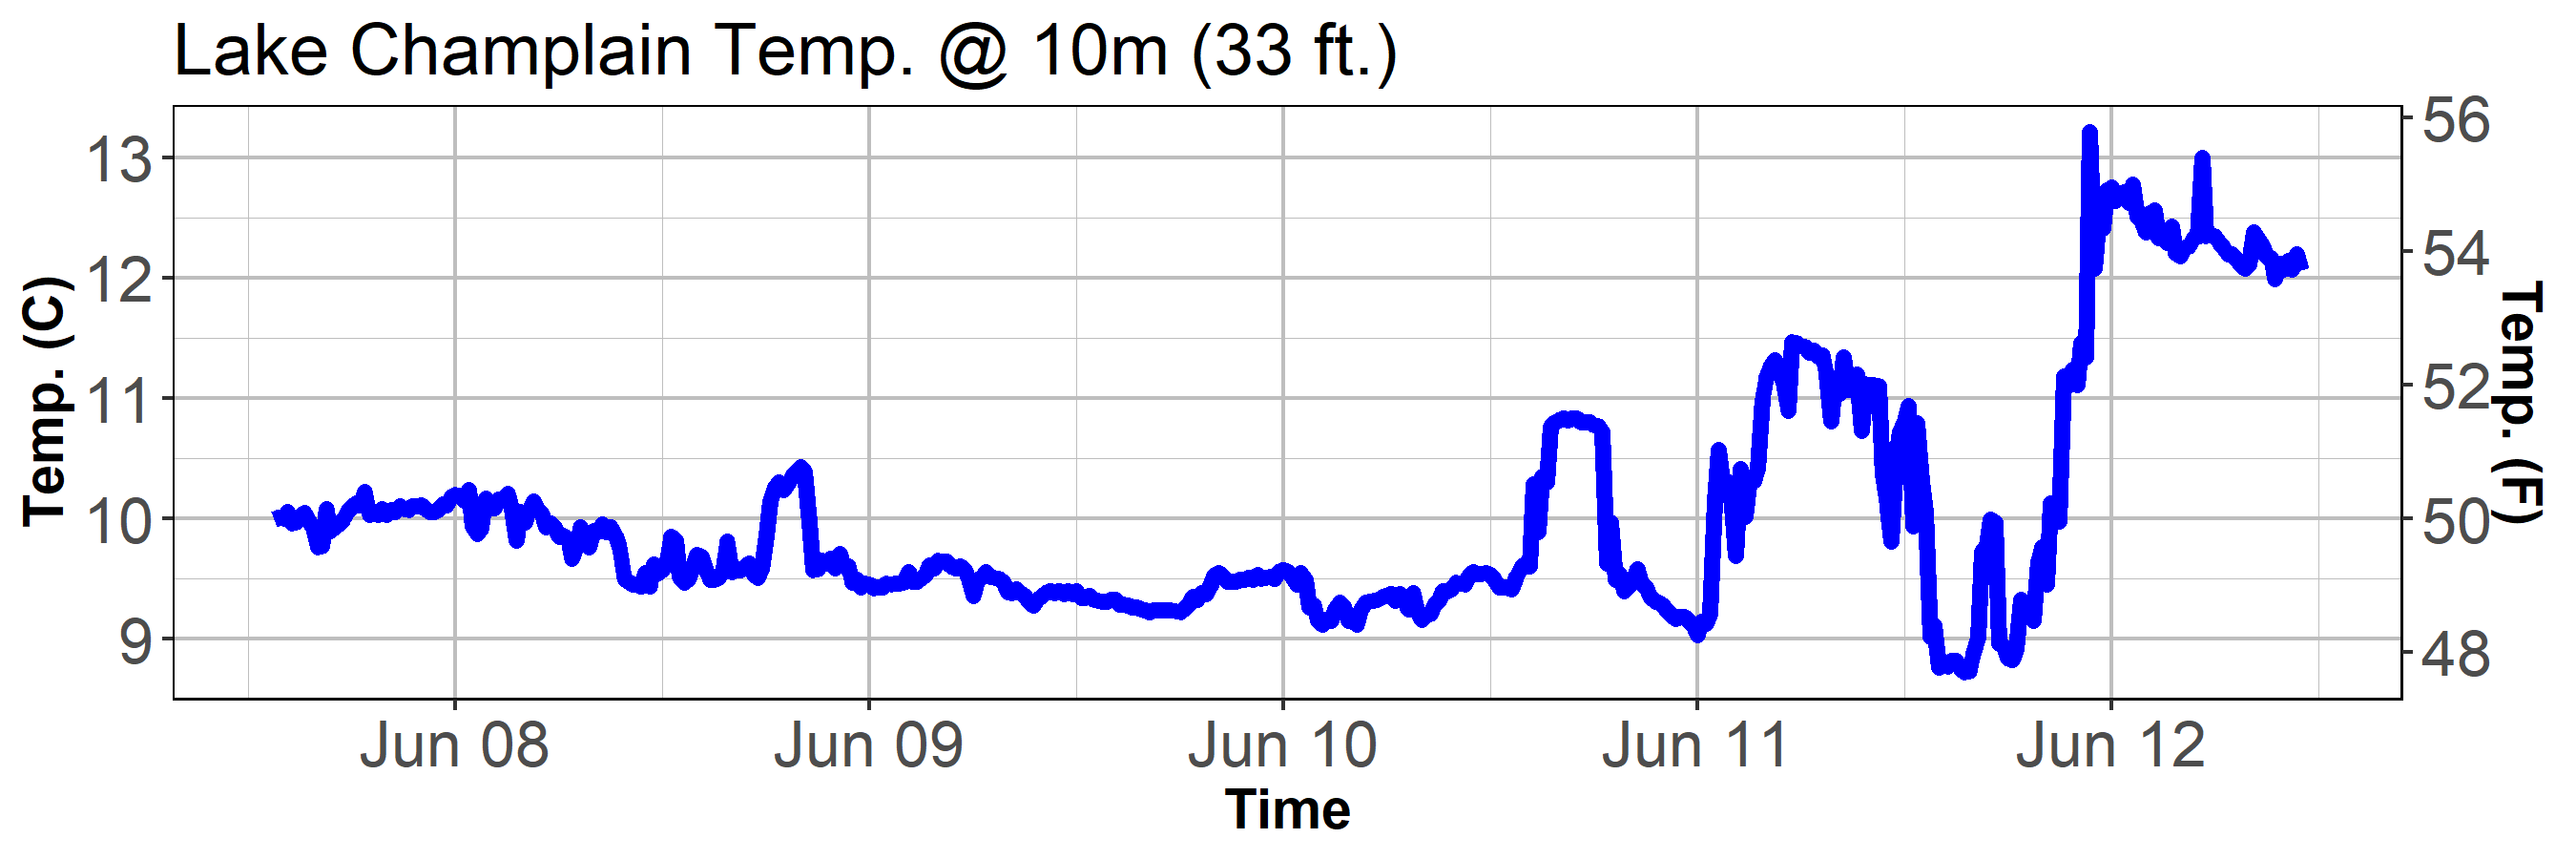 Lake Champlain Temp. @ 10m (33 ft.)
Temp. (C)
13
12
11
10
9
56
54
52
50
48
Temp. (F)
Jun 08 Jun 09 Jun 10 Jun 11 Jun 12
Time